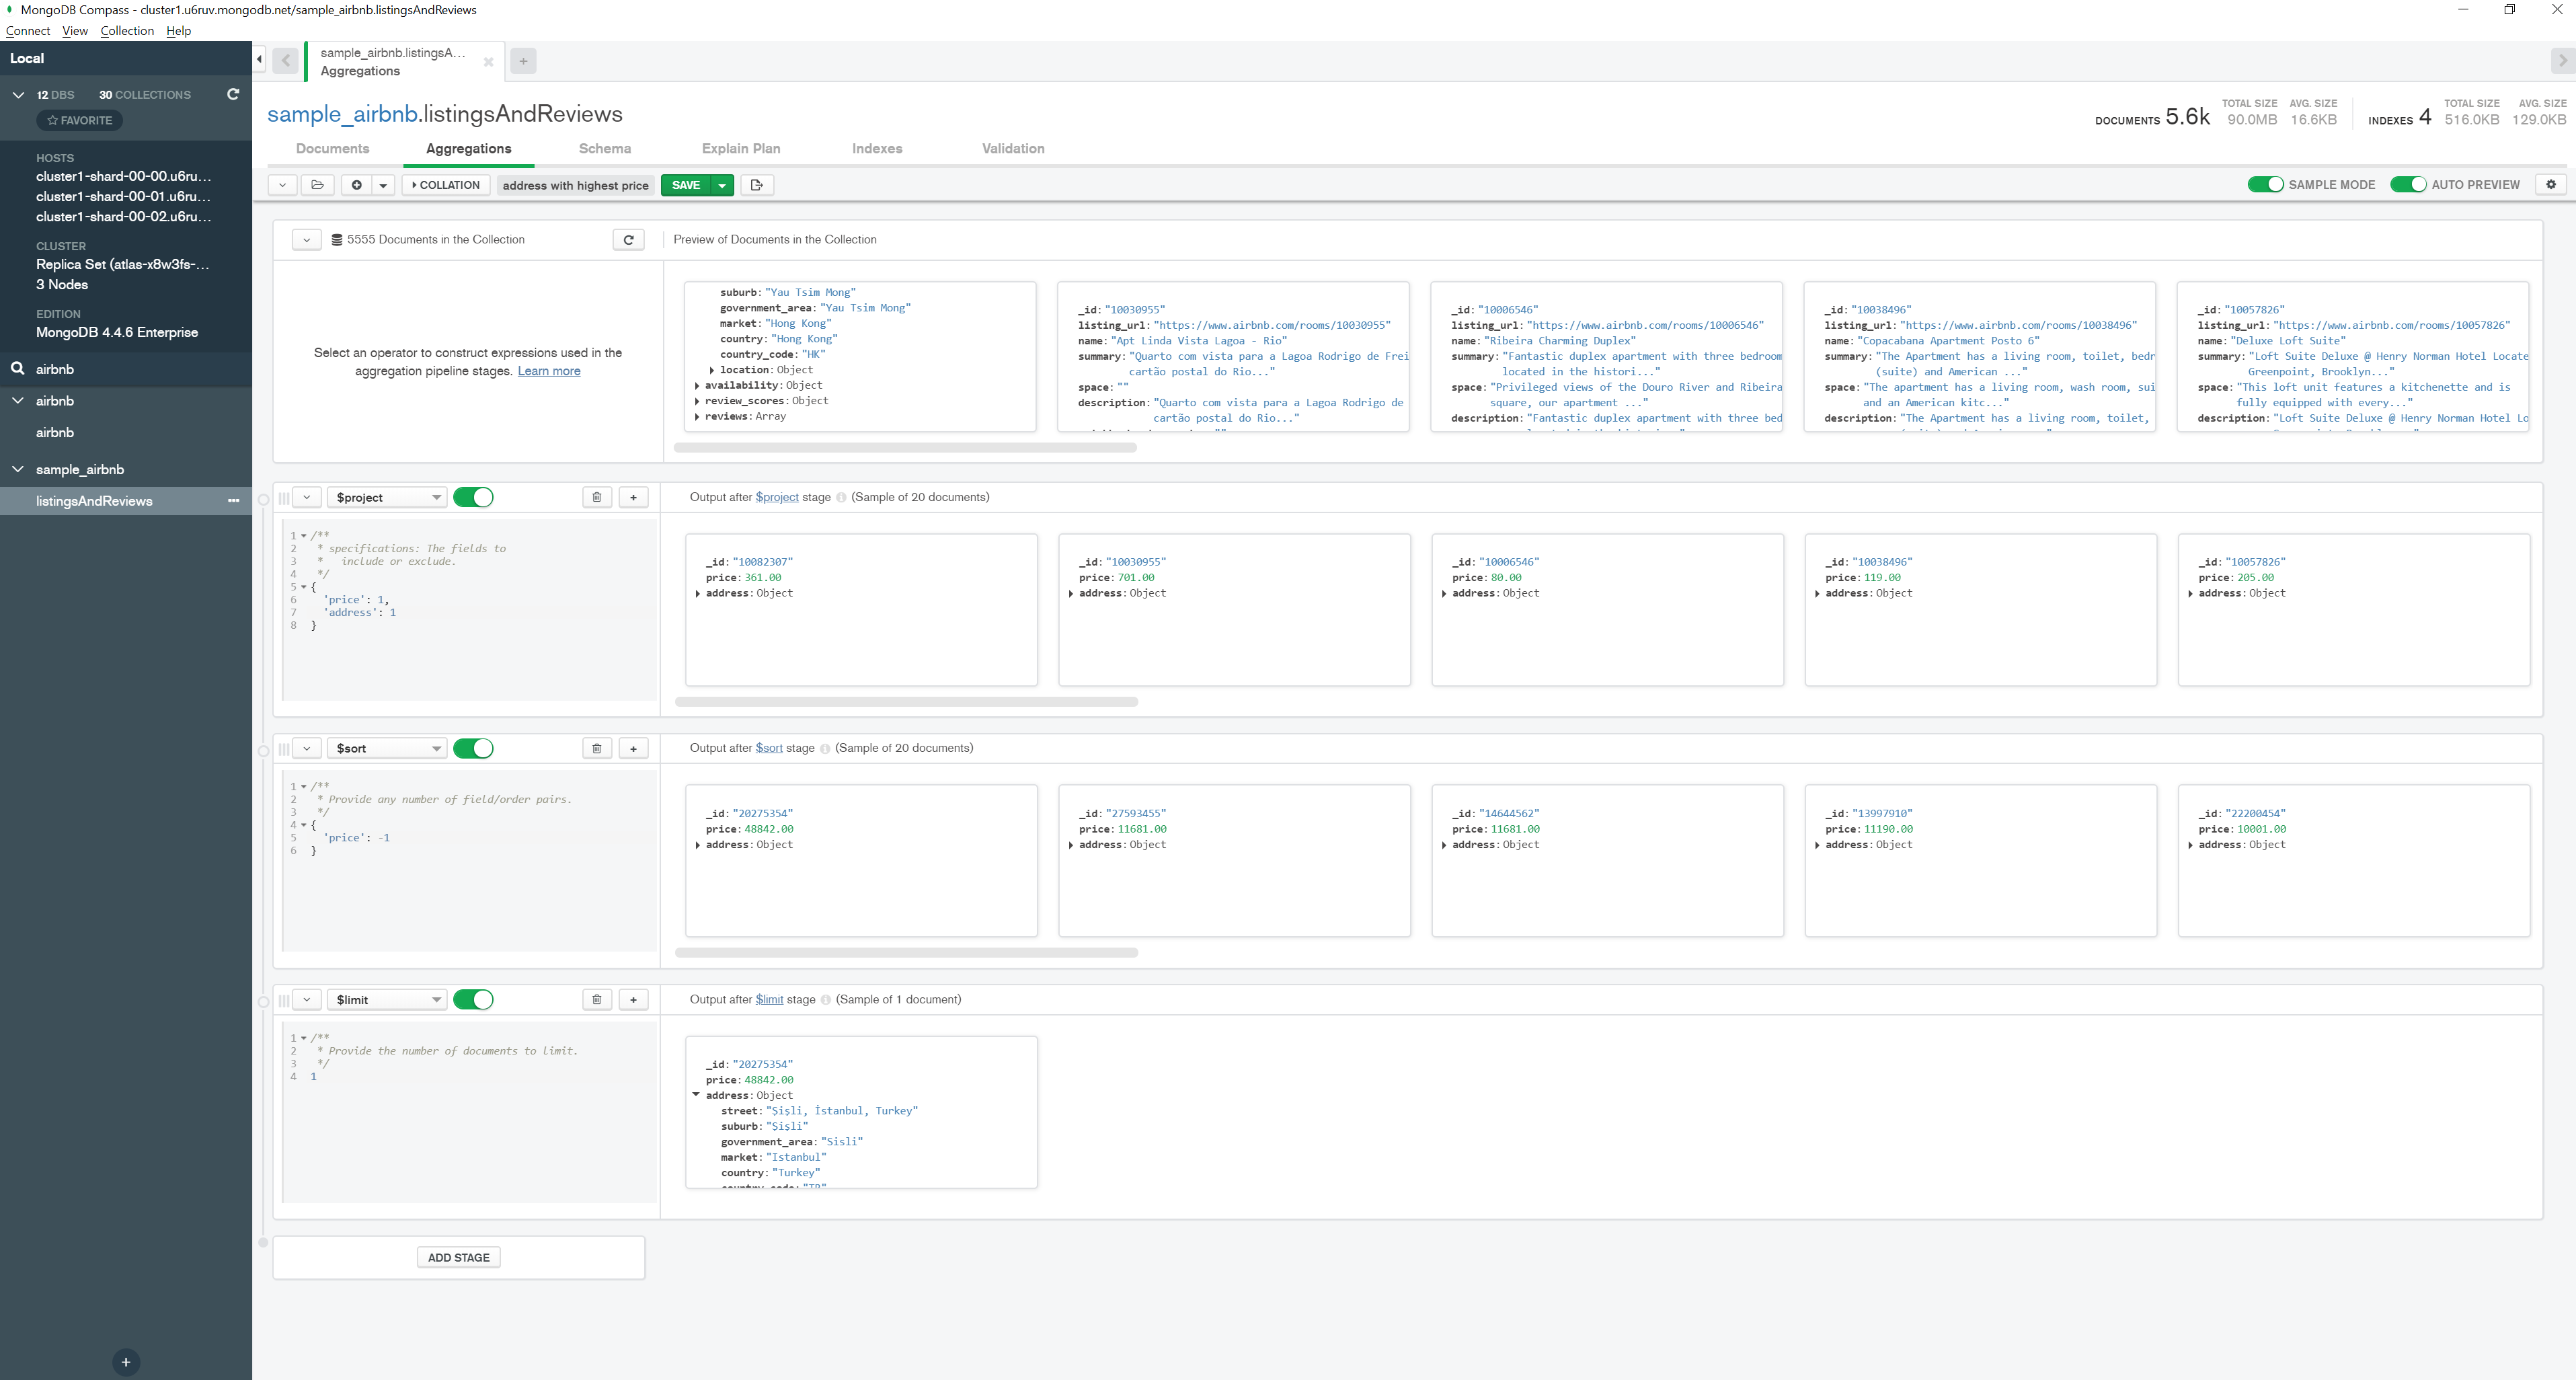 MongoDB Compass - cluster1.u6ruv.mongodb.net/sample_airbnb.listingsAndReviews
Connect View Collection Help
Local
12 DBS 30 COLLECTIONS
FAVORITE
HOSTS
cluster1-shard-00-00.u6ru...
cluster1-shard-00-01.u6ru...
cluster1-shard-00-02.u6ru...
CLUSTER
Replica Set (atlas-x8w3fs-...
3 Nodes
EDITION
MongoDB 4.4.6 Enterprise
airbnb
airbnb
airbnb
sample_airbnb
listingsAndReviews
sample_airbnb.listingsA...
Aggregations
sample_airbnb.listingsAndReviews
DOCUMENTS 5.6k TOTAL SIZE 90.0MB AVG. SIZE 16.6KB INDEXES 4 TOTAL SIZE 516.0KB AVG. SIZE 129.0KB
Documents Aggregations Schema Explain Plan Indexes Validation
COLLATION address with highest price SAVE SAMPLE MODE AUTO PREVIEW
5555 Documents in the Collection
Preview of Documents in the Collection
Select an operator to construct expressions used in the
aggregation pipeline stages. Learn more
suburb: "Yau Tsim Mong"
government_area: "Yau Tsim Mong"
market: "Hong Kong"
country: "Hong Kong"
country_code: "HK"
location: Object
availability: Object
review_scores: Object
reviews: Array
_id: "10030955"
listing_url: "https://www.airbnb.com/rooms/10030955"
name: "Apt Linda Vista Lagoa - Rio"
summary: "Quarto com vista para a Lagoa Rodrigo de Frei
cartão postal do Rio..."
space: ""
description: "Quarto com vista para a Lagoa Rodrigo de
cartão postal do Rio..."
_id: "10006546"
listing_url: "https://www.airbnb.com/rooms/10006546"
name: "Ribeira Charming Duplex"
summary: "Fantastic duplex apartment with three bedroom
located in the histori..."
space: "Privileged views of the Douro River and Ribeira
square, our apartment ..."
description: "Fantastic duplex apartment with three bed
_id: "10038496"
listing_url: "https://www.airbnb.com/rooms/10038496"
name: "Copacabana Apartment Posto 6"
summary: "The Apartment has a living room, toilet, bedr
(suite) and American ..."
space: "The apartment has a living room, wash room, sui
and an American kitc..."
description: "The Apartment has a living room, toilet,
_id: "10057826"
listing_url: "https://www.airbnb.com/rooms/10057826"
name: "Deluxe Loft Suite"
summary: "Loft Suite Deluxe @ Henry Norman Hotel Locate
Greenpoint, Brooklyn..."
space: "This loft unit features a kitchenette and is
fully equipped with every..."
description: "Loft Suite Deluxe @ Henry Norman Hotel Lo
$project
Output after $project stage (Sample of 20 documents)
1 /**
2 * specifications: The fields to
3 * include or exclude.
4 */
5 {
6 'price': 1,
7 'address': 1
8 }
_id: "10082307"
price: 361.00
address: Object
_id: "10030955"
price: 701.00
address: Object
_id: "10006546"
price: 80.00
address: Object
_id: "10038496"
price: 119.00
address: Object
_id: "10057826"
price: 205.00
address: Object
$sort
Output after $sort stage (Sample of 20 documents)
1 /**
2 * Provide any number of field/order pairs.
3 */
4 {
5 'price': -1
6 }
_id: "20275354"
price: 48842.00
address: Object
_id: "27593455"
price: 11681.00
address: Object
_id: "14644562"
price: 11681.00
address: Object
_id: "13997910"
price: 11190.00
address: Object
_id: "22200454"
price: 10001.00
address: Object
$limit
Output after $limit stage (Sample of 1 document)
1 /**
2 * Provide the number of documents to limit.
3 */
4 1
_id: "20275354"
price: 48842.00
address: Object
street: "Şişli, İstanbul, Turkey"
suburb: "Şişli"
government_area: "Sisli"
market: "Istanbul"
country: "Turkey"
country_code: "TR"
ADD STAGE